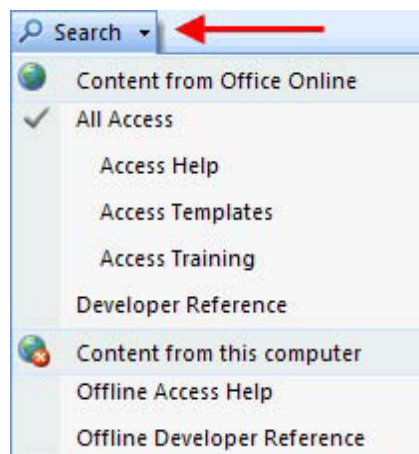 Search
Content from Office Online
All Access
Access Help
Access Templates
Access Training
Developer Reference
Content from this computer
Offline Access Help
Offline Developer Reference